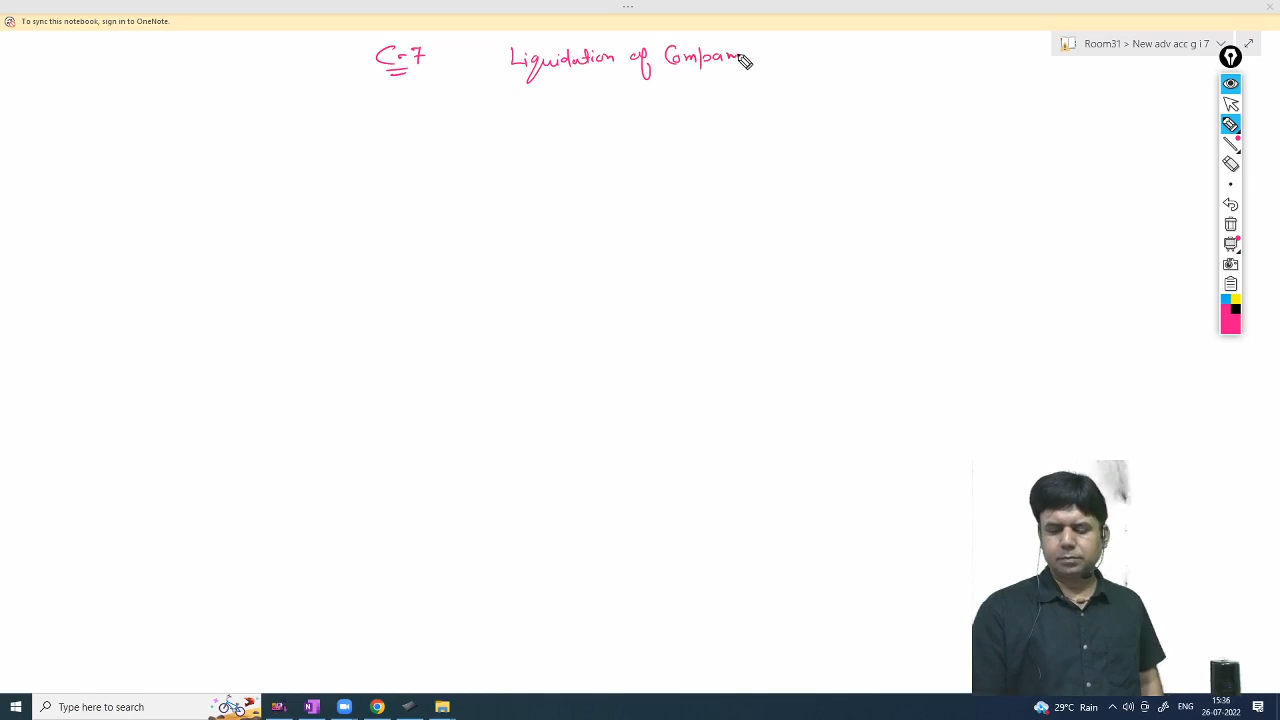 To sync this notebook, sign in to OneNote.
Room31 - New adv acc g i 7
C-7 Liquidation of Compan
Type here to search
29°C Rain
ENG
15:36
26-07-2022